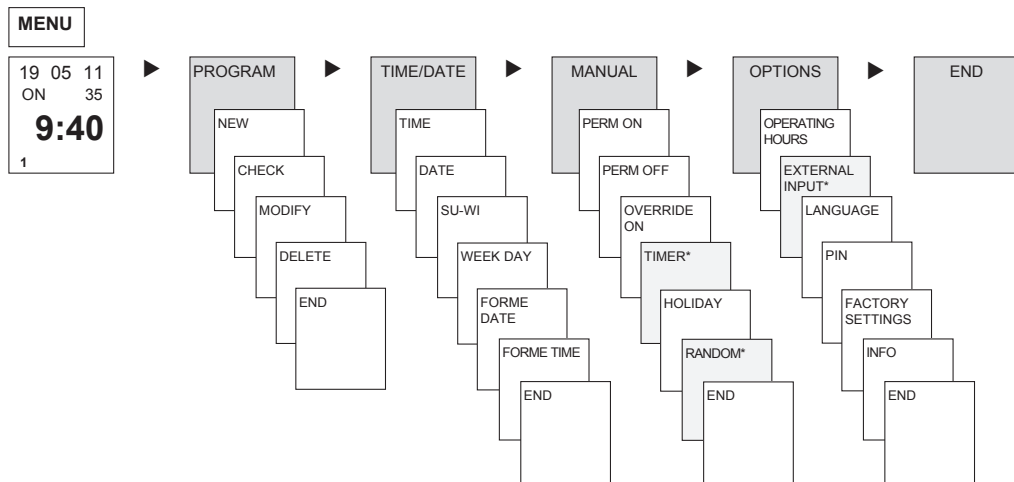 MENU
19 05 11
ON 35
9:40
1
PROGRAM
NEW
CHECK
MODIFY
DELETE
END
TIME/DATE
TIME
DATE
SU-WI
WEEK DAY
FORME
DATE
FORME TIME
END
MANUAL
PERM ON
PERM OFF
OVERRIDE
ON
TIMER*
HOLIDAY
RANDOM*
END
OPTIONS
OPERATING
HOURS
EXTERNAL
INPUT*
LANGUAGE
PIN
FACTORY
SETTINGS
INFO
END
END